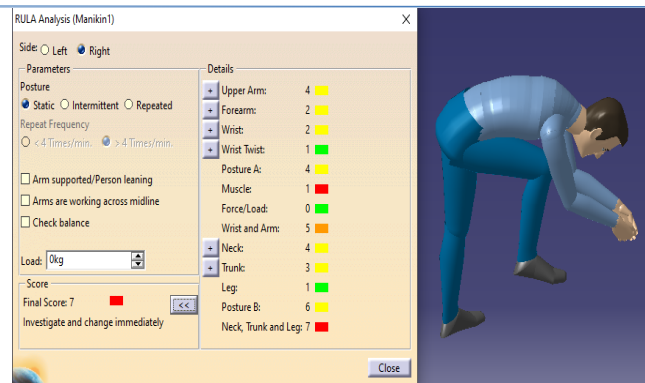 RULA Analysis (Manikin1) X
Side: Left Right
Parameters
Posture
Static Intermittent Repeated
Repeat Frequency
< 4 Times/min. > 4 Times/min.
Arm supported/Person leaning
Arms are working across midline
Check balance
Load: 0kg
Score
Final Score: 7
<<
Investigate and change immediately
Details
+ Upper Arm: 4
+ Forearm: 2
+ Wrist: 2
+ Wrist Twist: 1
Posture A: 4
Muscle: 1
Force/Load: 0
Wrist and Arm: 5
+ Neck: 4
+ Trunk: 3
Leg: 1
Posture B: 6
Neck, Trunk and Leg: 7
Close